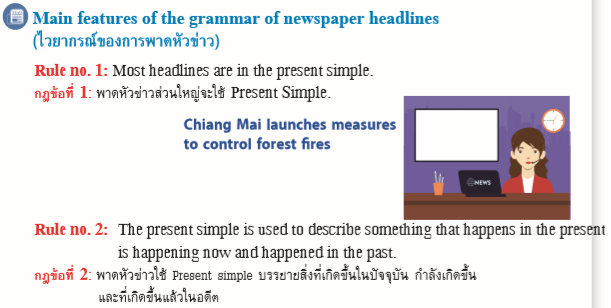 Main features of the grammar of newspaper headlines
(ไวยากรณ์ของการพาดหัวข่าว)
Rule no. 1: Most headlines are in the present simple.
กฎข้อที่ 1: พาดหัวข่าวส่วนใหญ่จะใช้ Present Simple.
Chiang Mai launches measures
to control forest fires
NEWS
Rule no. 2: The present simple is used to describe something that happens in the present
is happening now and happened in the past.
กฎข้อที่ 2: พาดหัวข่าวใช้ Present simple บรรยายสิ่งที่เกิดขึ้นในปัจจุบัน กำลังเกิดขึ้น
และที่เกิดขึ้นแล้วในอดีต